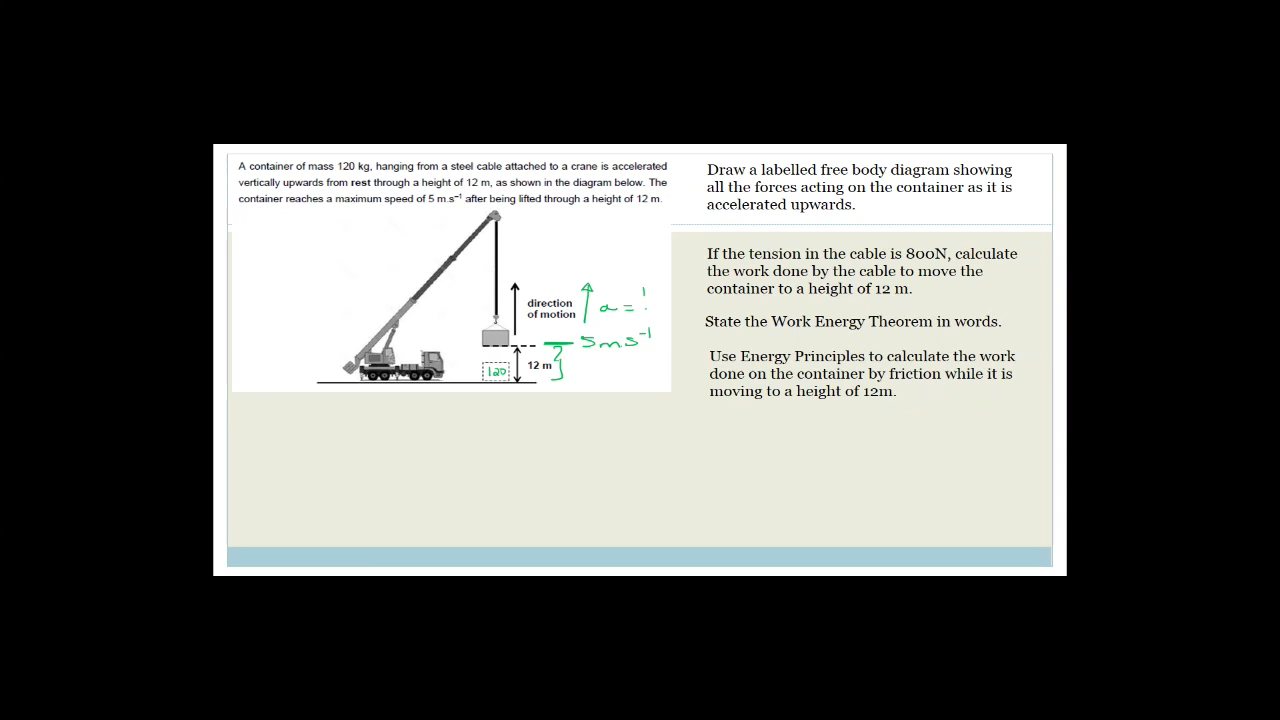 A container of mass 120 kg, hanging from a steel cable attached to a crane is accelerated
vertically upwards from rest through a height of 12 m, as shown in the diagram below. The
container reaches a maximum speed of 5 m.s⁻¹ after being lifted through a height of 12 m.
direction
of motion
a =
5 m.s⁻¹
12 m
120
Draw a labelled free body diagram showing
all the forces acting on the container as it is
accelerated upwards.
If the tension in the cable is 800N, calculate
the work done by the cable to move the
container to a height of 12 m.
State the Work Energy Theorem in words.
Use Energy Principles to calculate the work
done on the container by friction while it is
moving to a height of 12m.